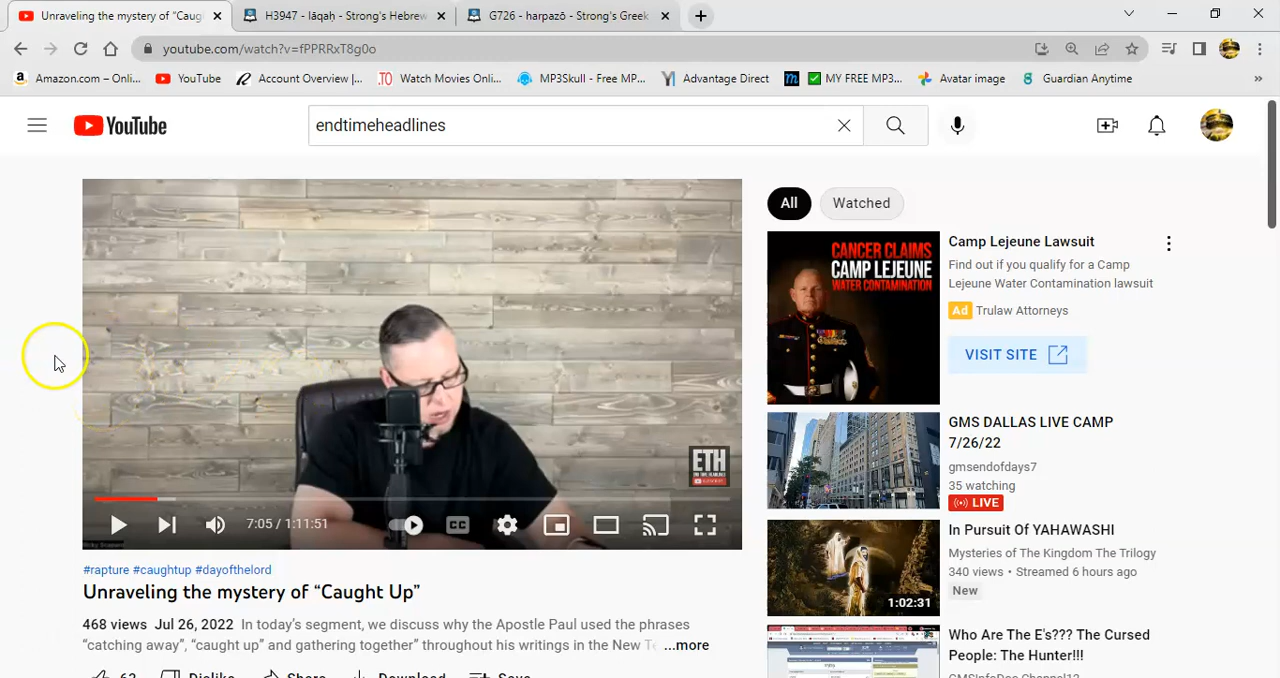 Unraveling the mystery of “Caug
H3947 - lāqaḥ - Strong's Hebrew
G726 - harpazō - Strong's Greek
youtube.com/watch?v=fPPRRxT8g0o
Amazon.com – Onli...
YouTube
Account Overview |...
.TO Watch Movies Onli...
MP3Skull - Free MP...
Advantage Direct
m
MY FREE MP3...
Avatar image
Guardian Anytime
»
YouTube
endtimeheadlines
All
Watched
CANCER CLAIMS
CAMP LEJEUNE
WATER CONTAMINATION
Camp Lejeune Lawsuit
Find out if you qualify for a Camp
Lejeune Water Contamination lawsuit
Ad Trulaw Attorneys
VISIT SITE
ETH
7:05 / 1:11:51
CC
GMS DALLAS LIVE CAMP
7/26/22
gmsendofdays7
35 watching
LIVE
In Pursuit Of YAHAWASHI
Mysteries of The Kingdom The Trilogy
340 views • Streamed 6 hours ago
New
1:02:31
#rapture #caughtup #dayofthelord
Unraveling the mystery of “Caught Up”
468 views Jul 26, 2022 In today's segment, we discuss why the Apostle Paul used the phrases
“catching away” “caught up” and gathering together” throughout his writings in the New Te ...more
Who Are The E's??? The Cursed
People: The Hunter!!!
Dislike
Share
Download
Save